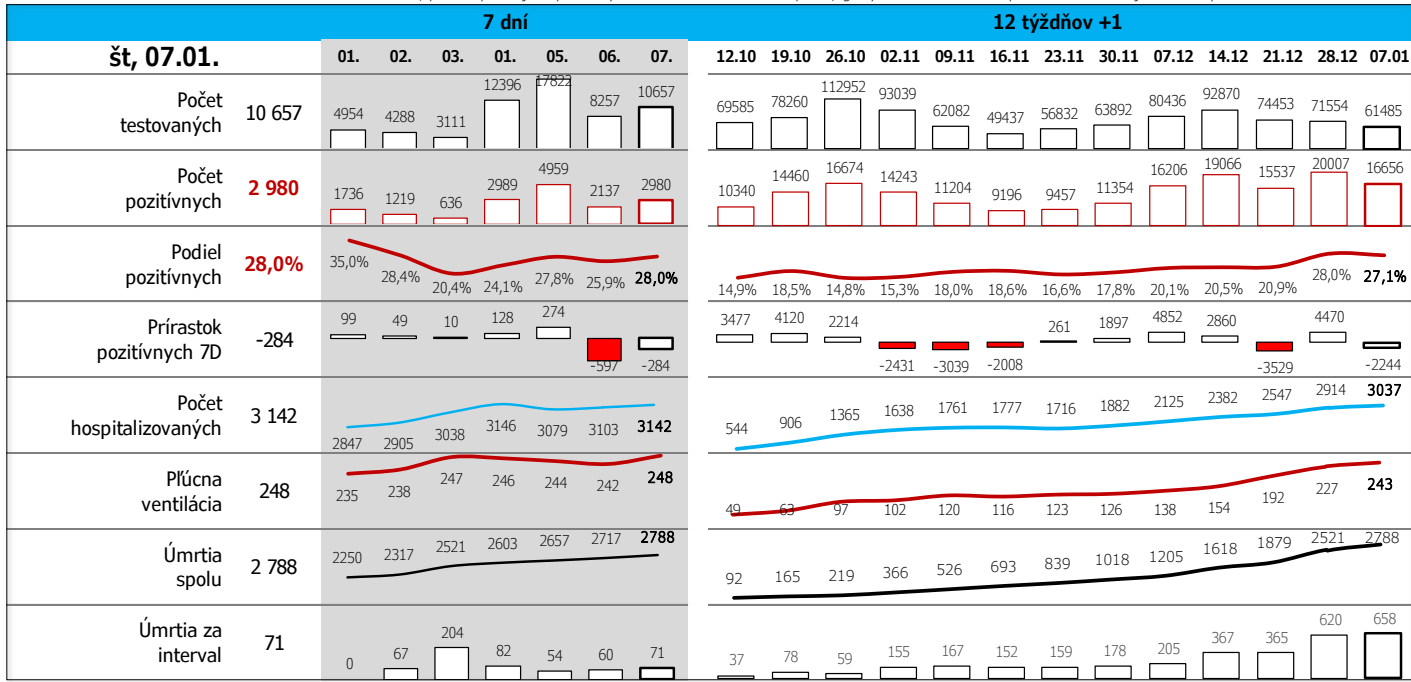 7 dní 12 týždňov +1
št, 07.01. 01. 02. 03. 01. 05. 06. 07. 12.10 19.10 26.10 02.11 09.11 16.11 23.11 30.11 07.12 14.12 21.12 28.12 07.01
Počet testovaných 10 657 4954 4288 3111 12396 17822 8257 10657 69585 78260 112952 93039 62082 49437 56832 63892 80436 92870 74453 71554 61485
Počet pozitívnych 2 980 1736 1219 636 2989 4959 2137 2980 10340 14460 16674 14243 11204 9196 9457 11354 16206 19066 15537 20007 16656
Podiel pozitívnych 28,0% 35,0% 28,4% 20,4% 24,1% 27,8% 25,9% 28,0% 14,9% 18,5% 14,8% 15,3% 18,0% 18,6% 16,6% 17,8% 20,1% 20,5% 20,9% 28,0% 27,1%
Prírastok pozitívnych 7D -284 99 49 10 128 274 -597 -284 3477 4120 2214 -2431 -3039 -2008 261 1897 4852 2860 -3529 4470 -2244
Počet hospitalizovaných 3 142 2847 2905 3038 3146 3079 3103 3142 544 906 1365 1638 1761 1777 1716 1882 2125 2382 2547 2914 3037
Pľúcna ventilácia 248 235 238 247 246 244 242 248 49 63 97 102 120 116 123 126 138 154 192 227 243
Úmrtia spolu 2 788 2250 2317 2521 2603 2657 2717 2788 92 165 219 366 526 693 839 1018 1205 1618 1879 2521 2788
Úmrtia za interval 71 0 67 204 82 54 60 71 37 78 59 155 167 152 159 178 205 367 365 620 658